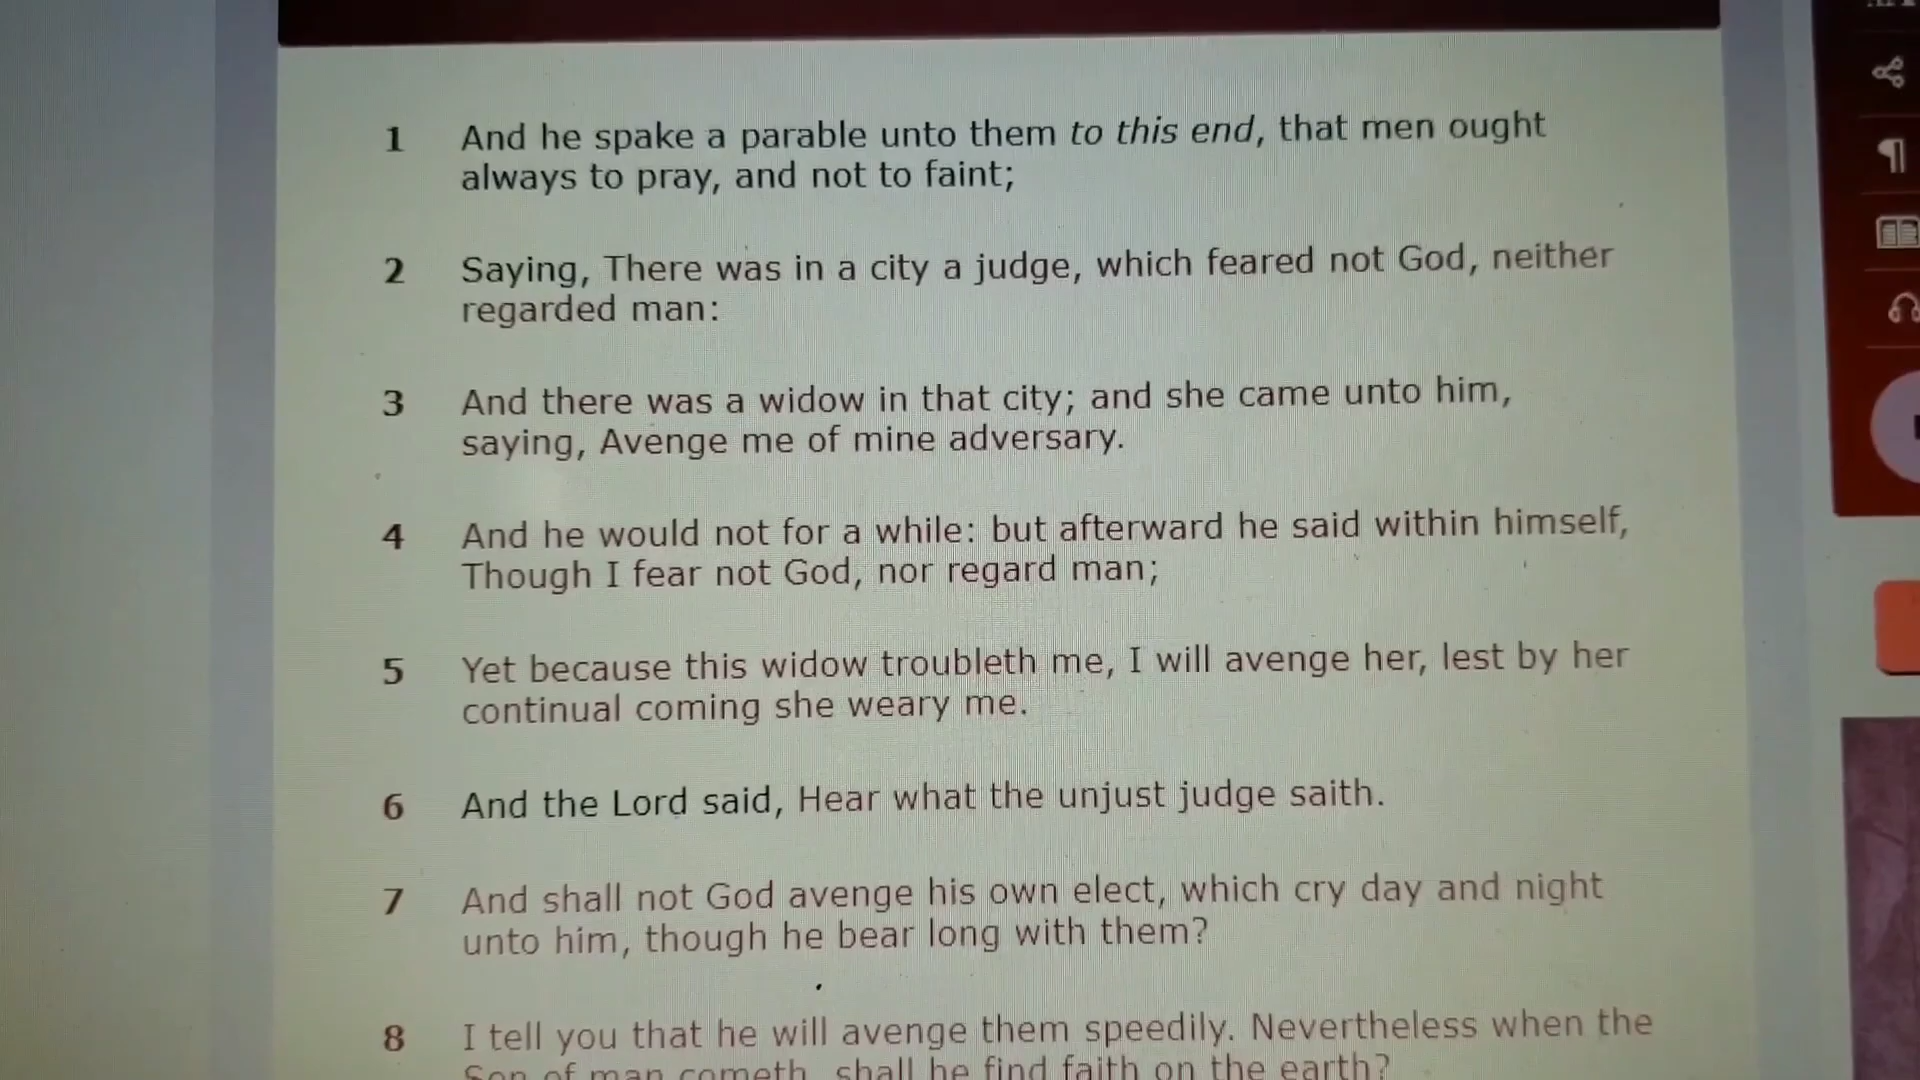 1 And he spake a parable unto them to this end, that men ought
always to pray, and not to faint;
2 Saying, There was in a city a judge, which feared not God, neither
regarded man:
3 And there was a widow in that city; and she came unto him,
saying, Avenge me of mine adversary.
4 And he would not for a while: but afterward he said within himself,
Though I fear not God, nor regard man;
5 Yet because this widow troubleth me, I will avenge her, lest by her
continual coming she weary me.
6 And the Lord said, Hear what the unjust judge saith.
7 And shall not God avenge his own elect, which cry day and night
unto him, though he bear long with them?
8 I tell you that he will avenge them speedily. Nevertheless when the
Son of man cometh, shall he find faith on the earth?